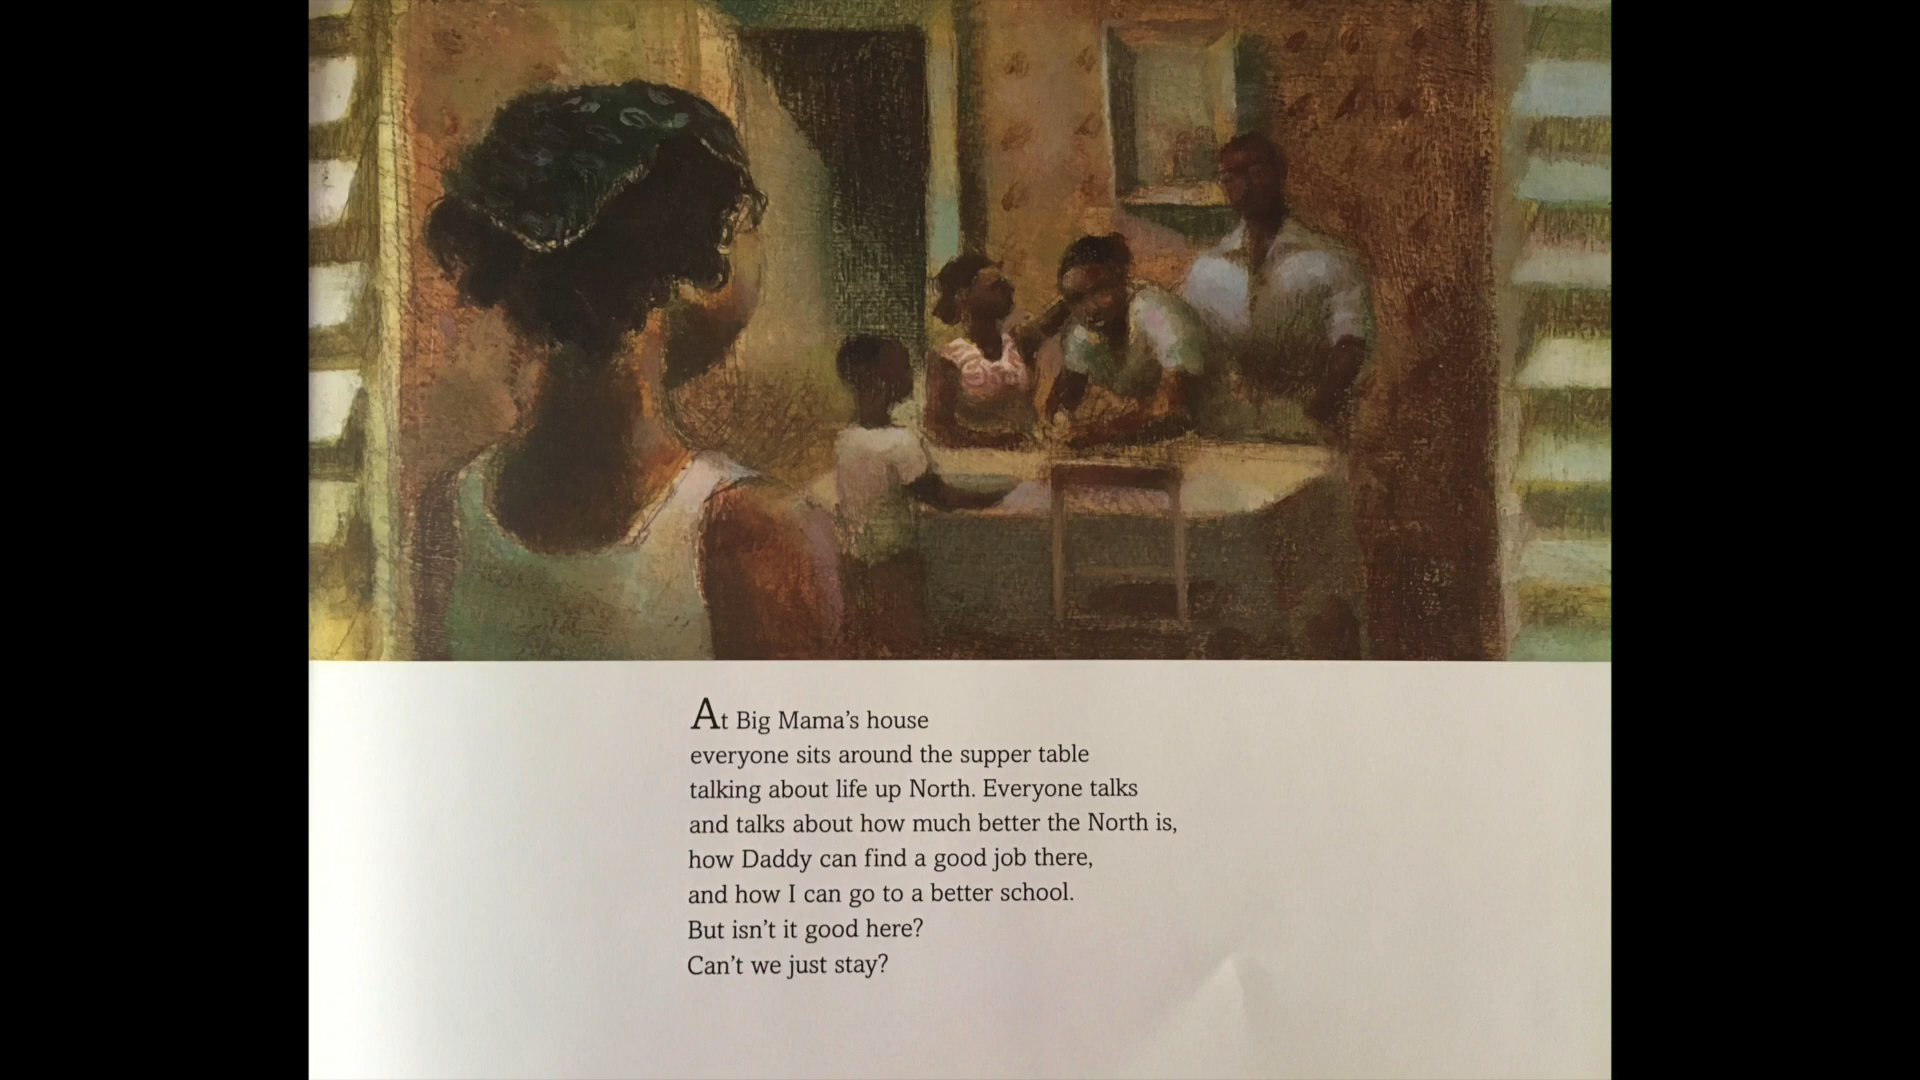 At Big Mama’s house
everyone sits around the supper table
talking about life up North. Everyone talks
and talks about how much better the North is,
how Daddy can find a good job there,
and how I can go to a better school.
But isn’t it good here?
Can’t we just stay?